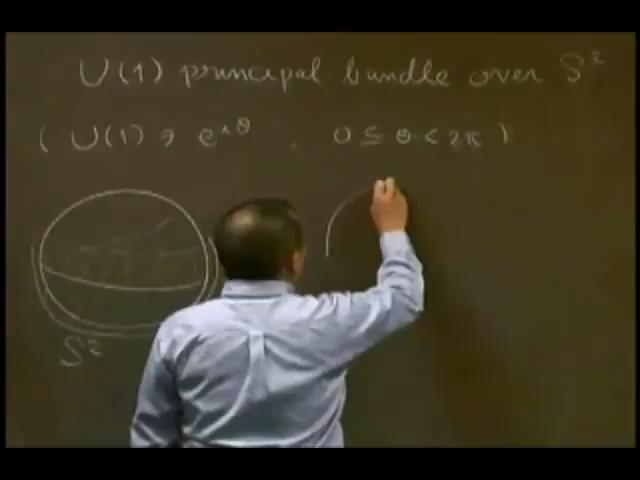 U(1) principal bundle over S²
( U(1) ∋ e^{iθ} , 0 ≤ θ < 2π )
S²